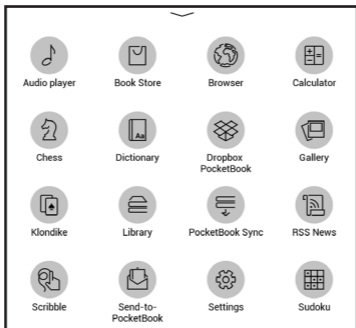 Audio player
Book Store
Browser
Calculator
Chess
Aa
Dictionary
Dropbox
PocketBook
Gallery
Klondike
Library
PocketBook Sync
RSS News
Scribble
Send-to-
PocketBook
Settings
Sudoku